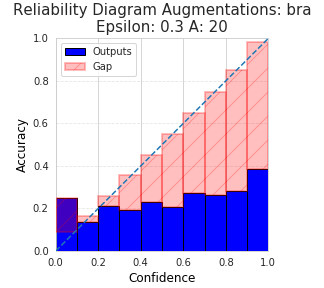 Reliability Diagram Augmentations: bra
Epsilon: 0.3 A: 20
1.0
0.8
0.6
0.4
0.2
0.0
Accuracy
Outputs
Gap
0.0 0.2 0.4 0.6 0.8 1.0
Confidence